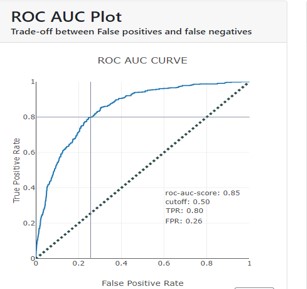 ROC AUC Plot
Trade-off between False positives and false negatives
ROC AUC CURVE
1
0.8
0.6
0.4
0.2
0
True Positive Rate
roc-auc-score: 0.85
cutoff: 0.50
TPR: 0.80
FPR: 0.26
0 0.2 0.4 0.6 0.8 1
False Positive Rate